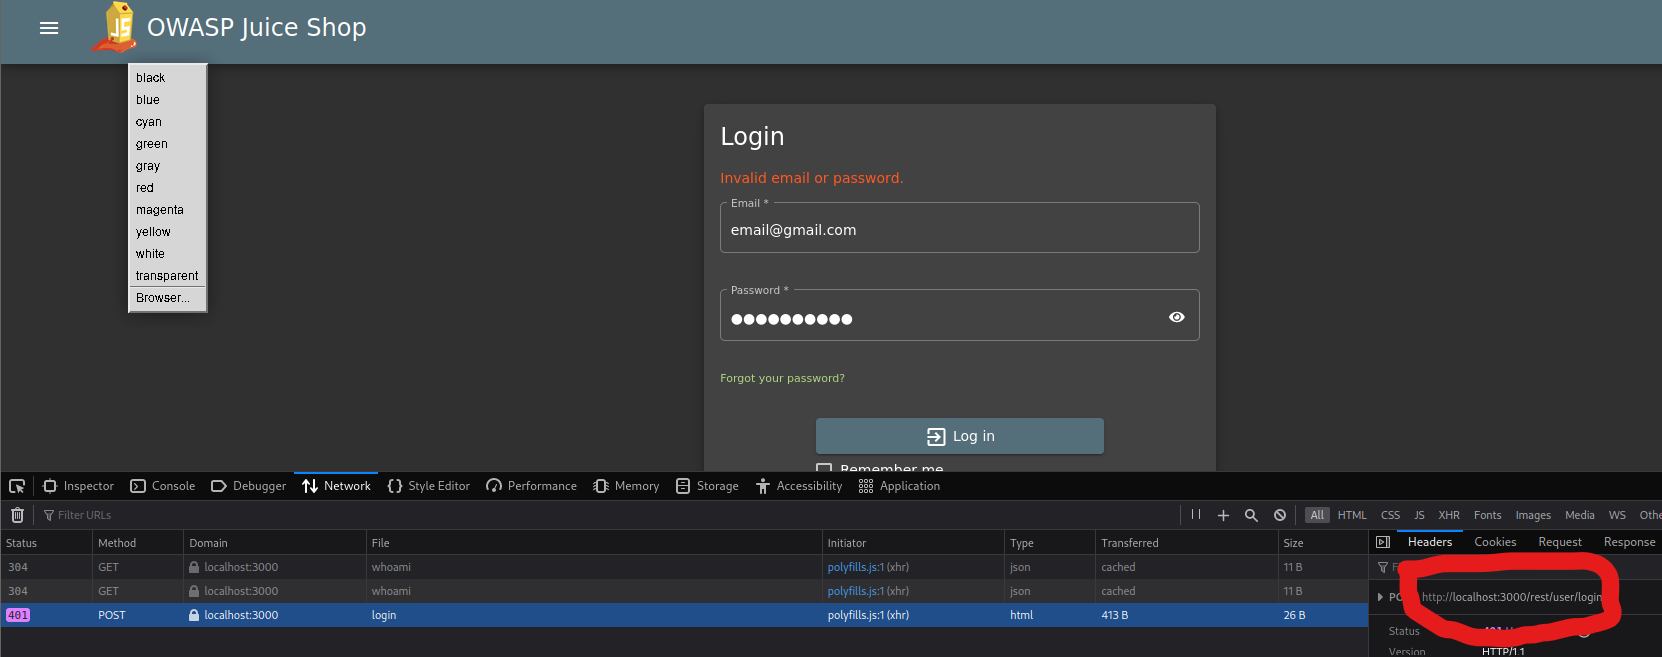 OWASP Juice Shop
black
blue
cyan
green
gray
red
magenta
yellow
white
transparent
Browser...
Login
Invalid email or password.
Email *
email@gmail.com
Password *
Forgot your password?
Log in
Remember me
Inspector Console Debugger Network Style Editor Performance Memory Storage Accessibility Application
Filter URLs
All HTML CSS JS XHR Fonts Images Media WS
Status Method Domain File Initiator Type Transferred Size
304 GET localhost:3000 whoami polyfills.js:1 (xhr) json cached 11 B
304 GET localhost:3000 whoami polyfills.js:1 (xhr) json cached 11 B
401 POST localhost:3000 login polyfills.js:1 (xhr) html 413 B 26 B
Headers Cookies Request Response
http://localhost:3000/rest/user/login
Status
Version HTTP/1.1